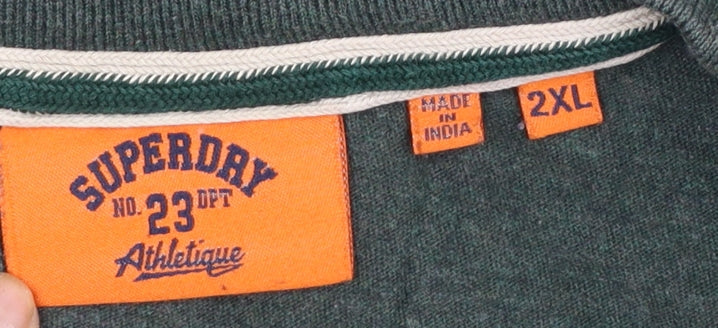 SUPERDRY
NO. 23 DPT
Athletique
MADE
IN
INDIA
2XL